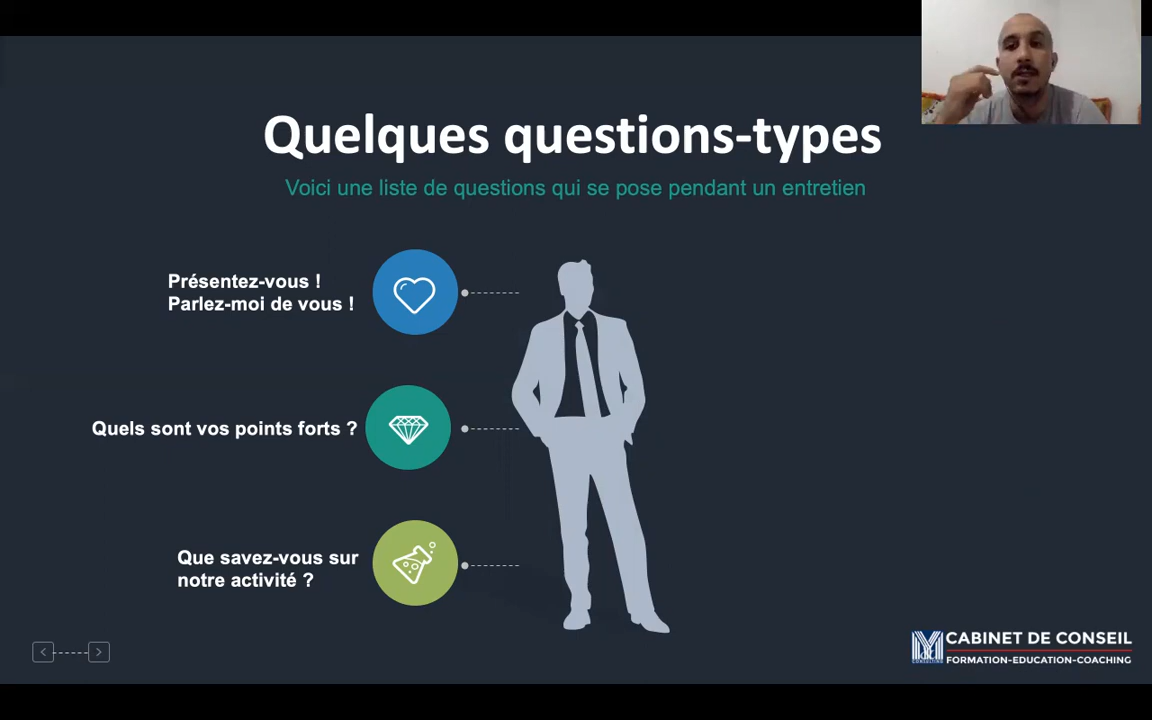 Quelques questions-types
Voici une liste de questions qui se pose pendant un entretien
Présentez-vous !
Parlez-moi de vous !
Quels sont vos points forts ?
Que savez-vous sur
notre activité ?
CABINET DE CONSEIL
FORMATION-EDUCATION-COACHING